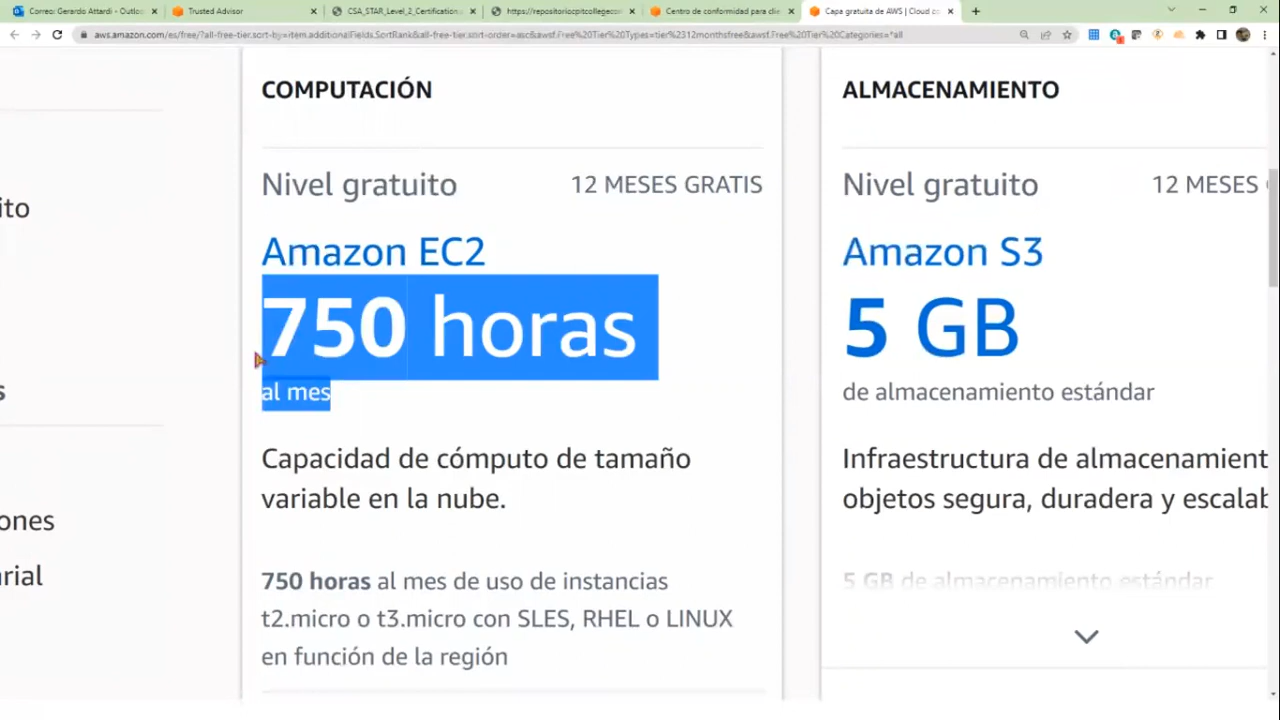 Correo: Gerardo Attardi - Outlo
Trusted Advisor
CSA_STAR_Level_2_Certification.
https://repositoriocpitcollegeco
Centro de conformidad para clie
Capa gratuita de AWS | Cloud c
aws.amazon.com/es/free/?all-free-tier.sort-by=item.additionalFields.SortRank&all-free-tier.sort-order=asc&awsf.Free%20Tier%20Types=tier%2312monthsfree&awsf.Free%20Tier%20Categories=*all
ito
s
ones
rial
COMPUTACIÓN
Nivel gratuito
12 MESES GRATIS
Amazon EC2
750 horas
al mes
Capacidad de cómputo de tamaño
variable en la nube.
750 horas al mes de uso de instancias
t2.micro o t3.micro con SLES, RHEL o LINUX
en función de la región
ALMACENAMIENTO
Nivel gratuito
12 MESES
Amazon S3
5 GB
de almacenamiento estándar
Infraestructura de almacenamient
objetos segura, duradera y escalab
5 GB de almacenamiento estándar